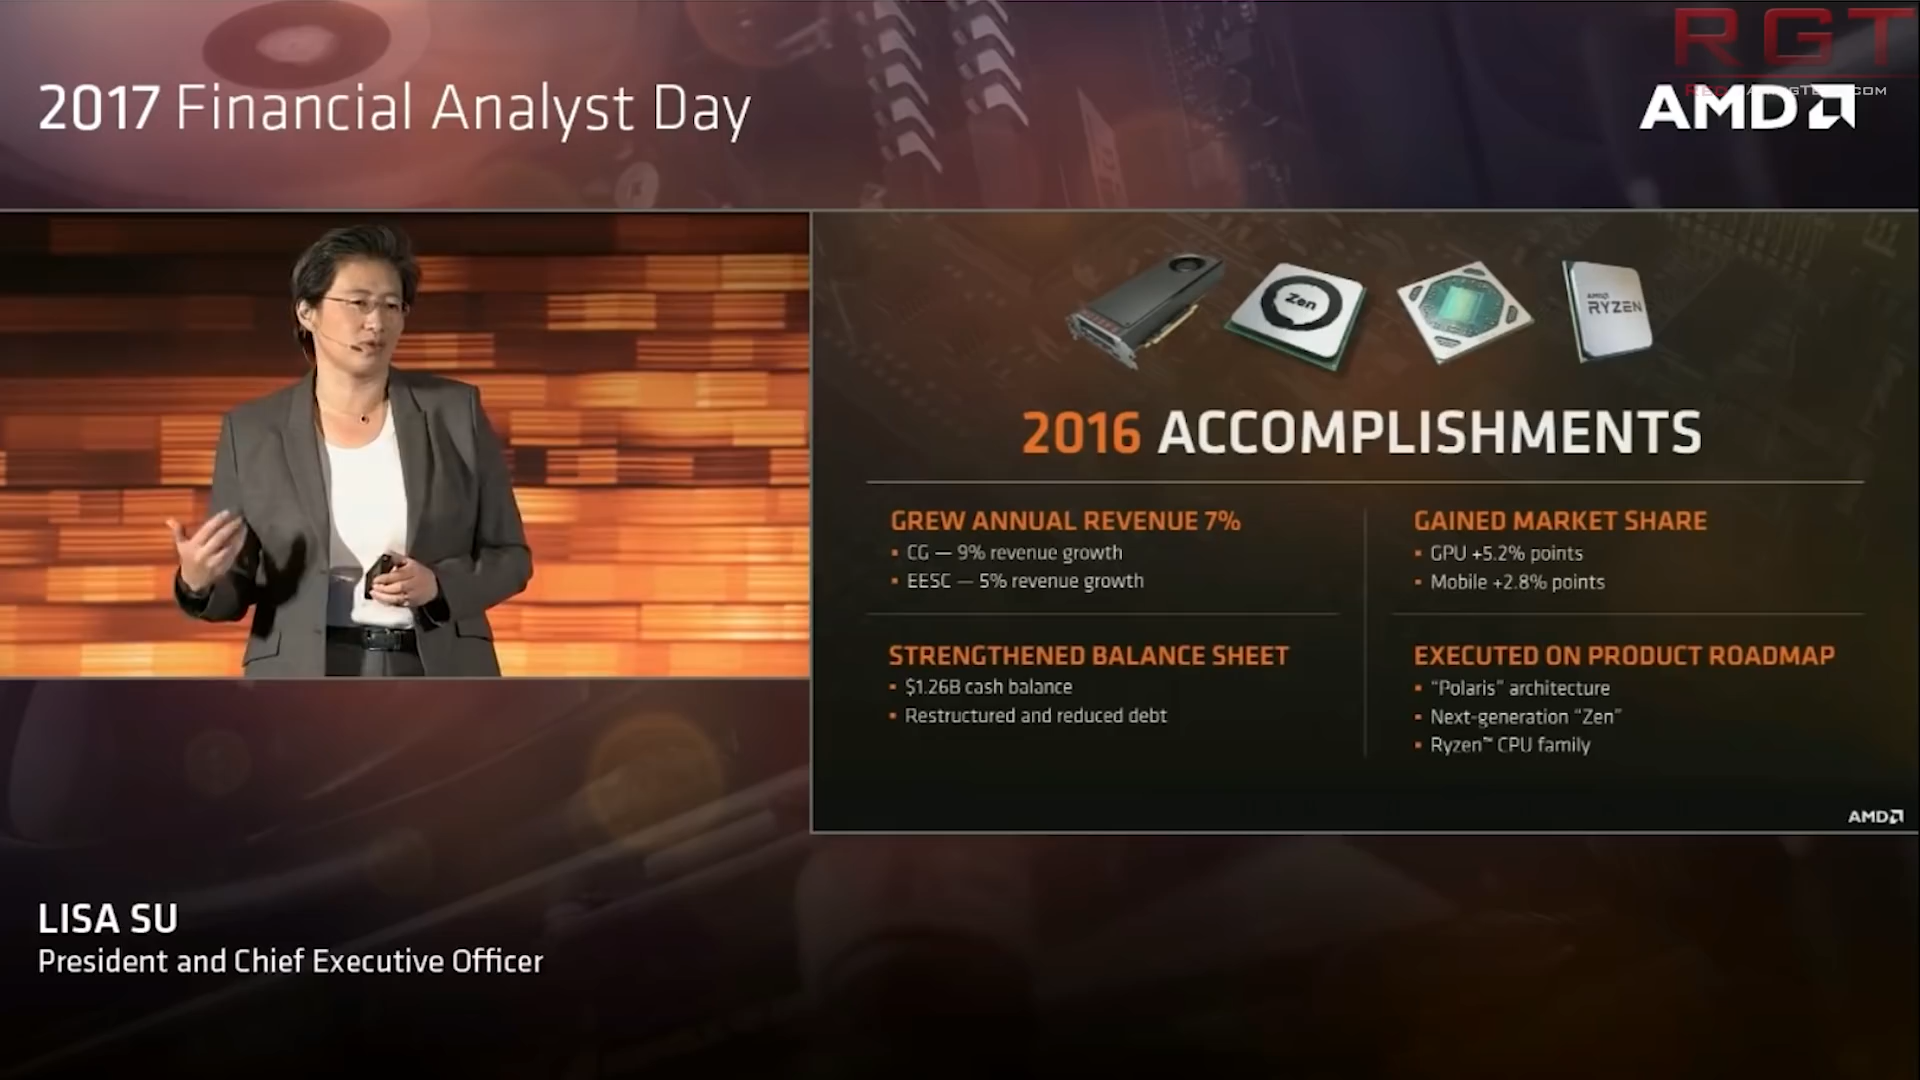 RGT
2017 Financial Analyst Day
AMD
Zen
AMD
RYZEN
2016 ACCOMPLISHMENTS
GREW ANNUAL REVENUE 7%
▪ CG — 9% revenue growth
▪ EESC — 5% revenue growth
GAINED MARKET SHARE
▪ GPU +5.2% points
▪ Mobile +2.8% points
STRENGTHENED BALANCE SHEET
▪ $1.26B cash balance
▪ Restructured and reduced debt
EXECUTED ON PRODUCT ROADMAP
▪ “Polaris” architecture
▪ Next-generation “Zen”
▪ Ryzen™ CPU family
AMD
LISA SU
President and Chief Executive Officer